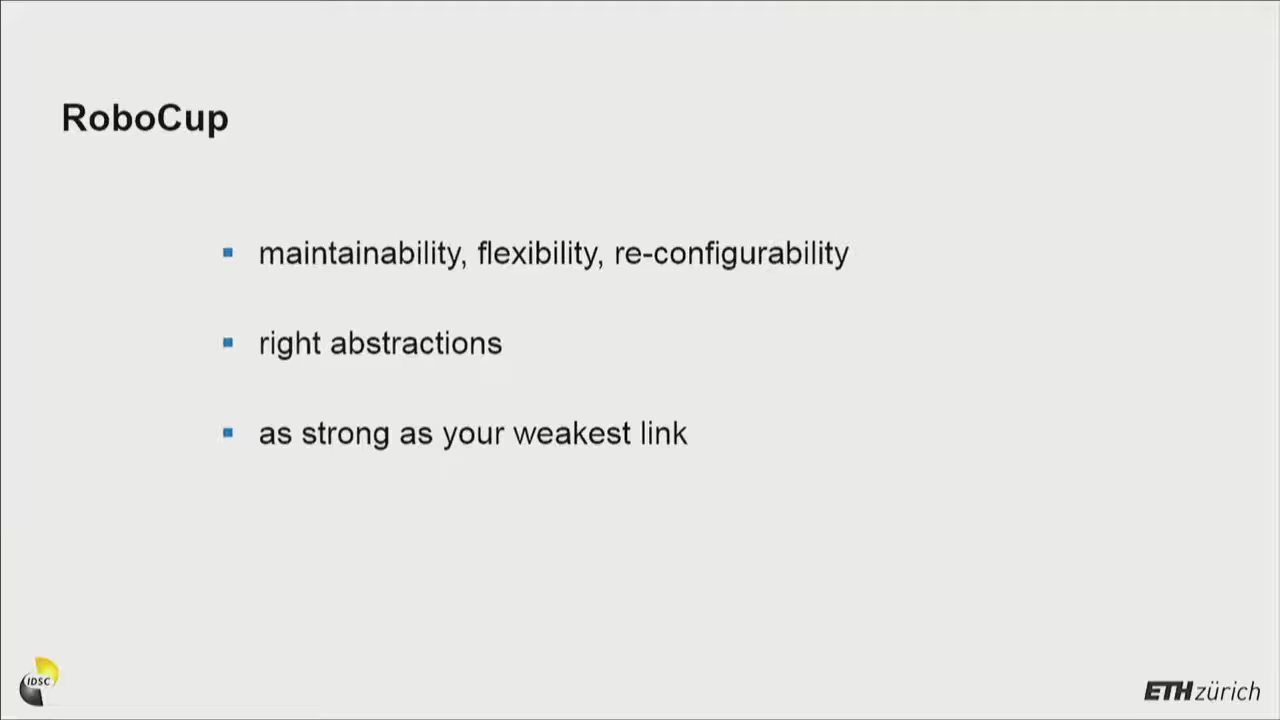 RoboCup
▪ maintainability, flexibility, re-configurability
▪ right abstractions
▪ as strong as your weakest link
IDSC
ETH zürich